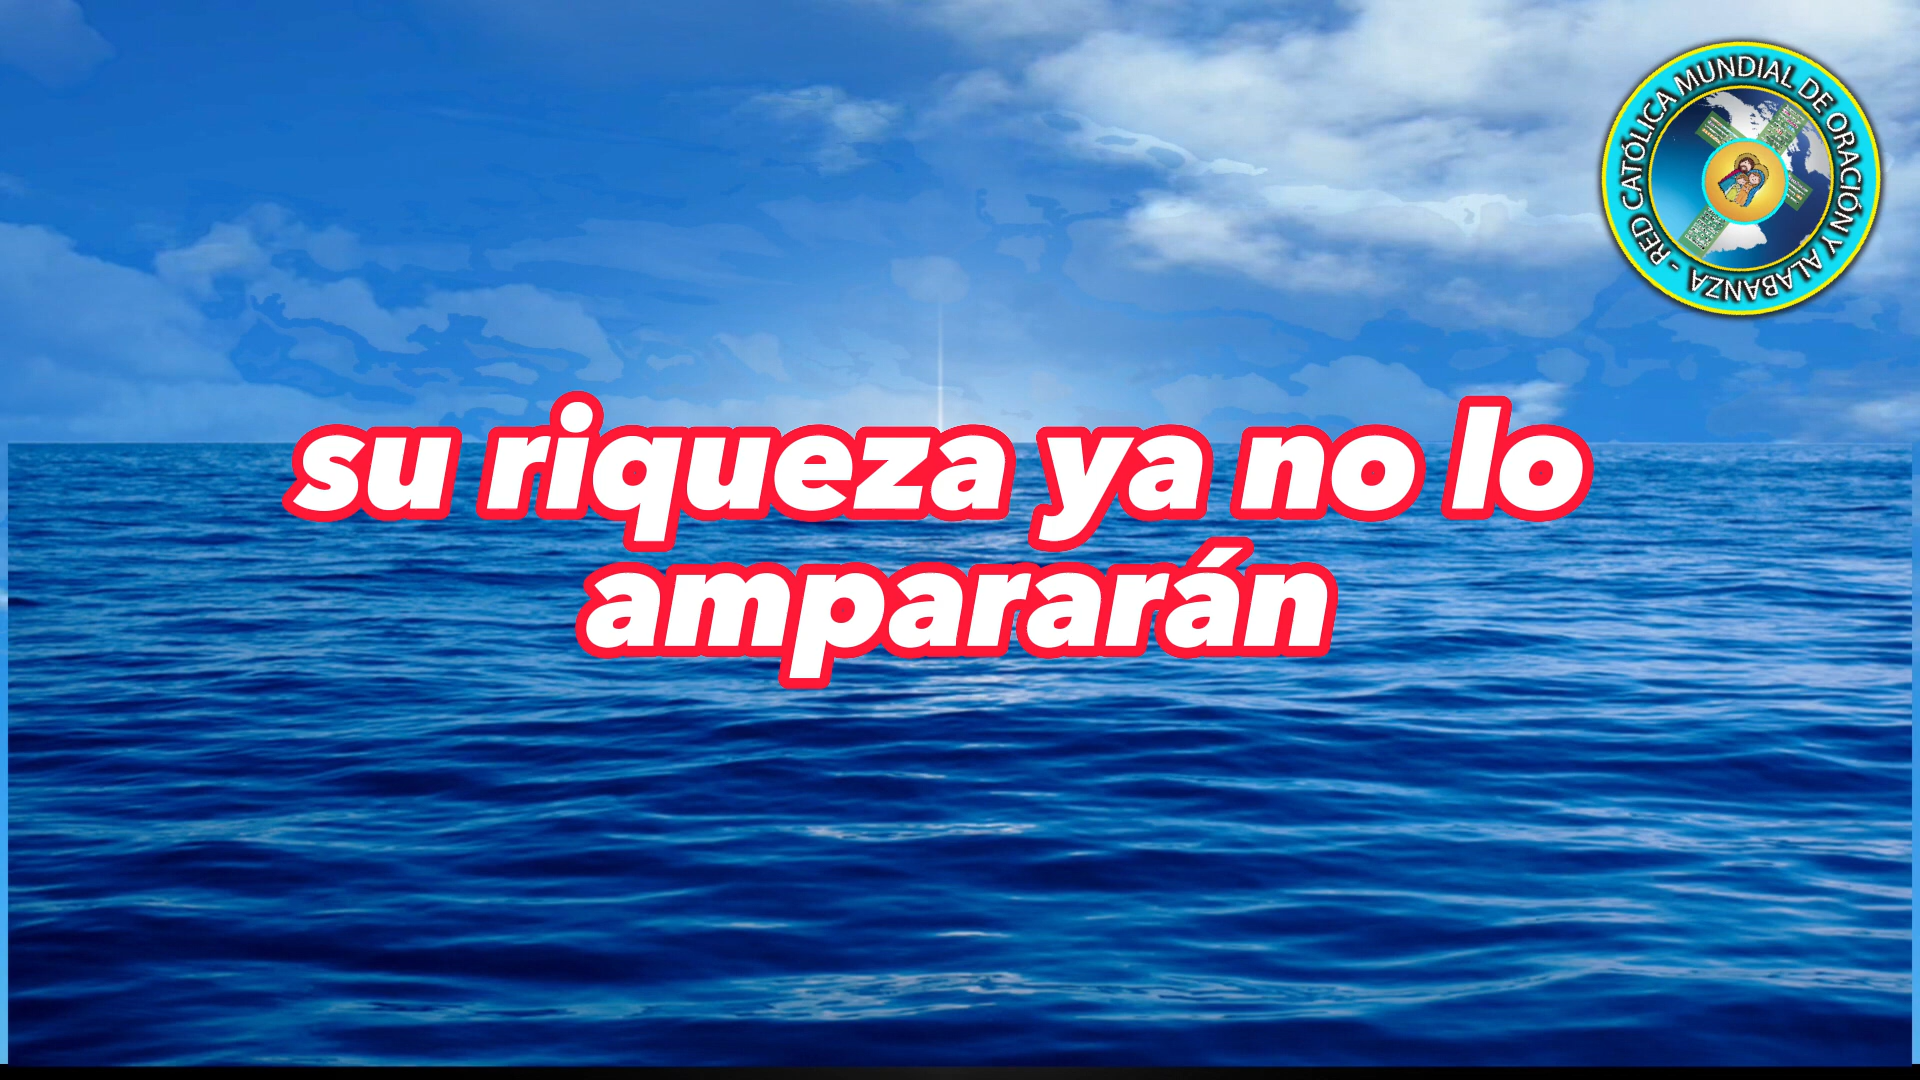 RED CATÓLICA MUNDIAL DE ORACIÓN Y ALABANZA -
su riqueza ya no lo
ampararán